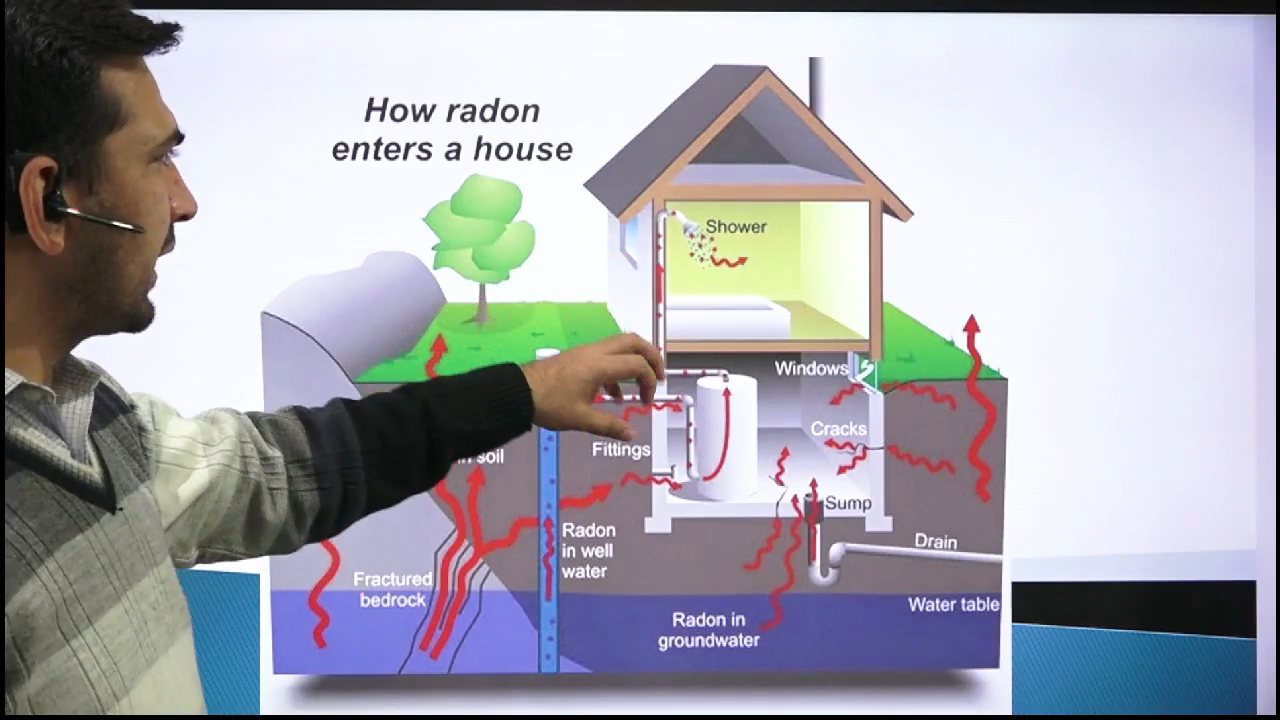 How radon
enters a house
Shower
Windows
Cracks
Fittings
soil
Sump
Radon
in well
water
Drain
Fractured
bedrock
Water table
Radon in
groundwater